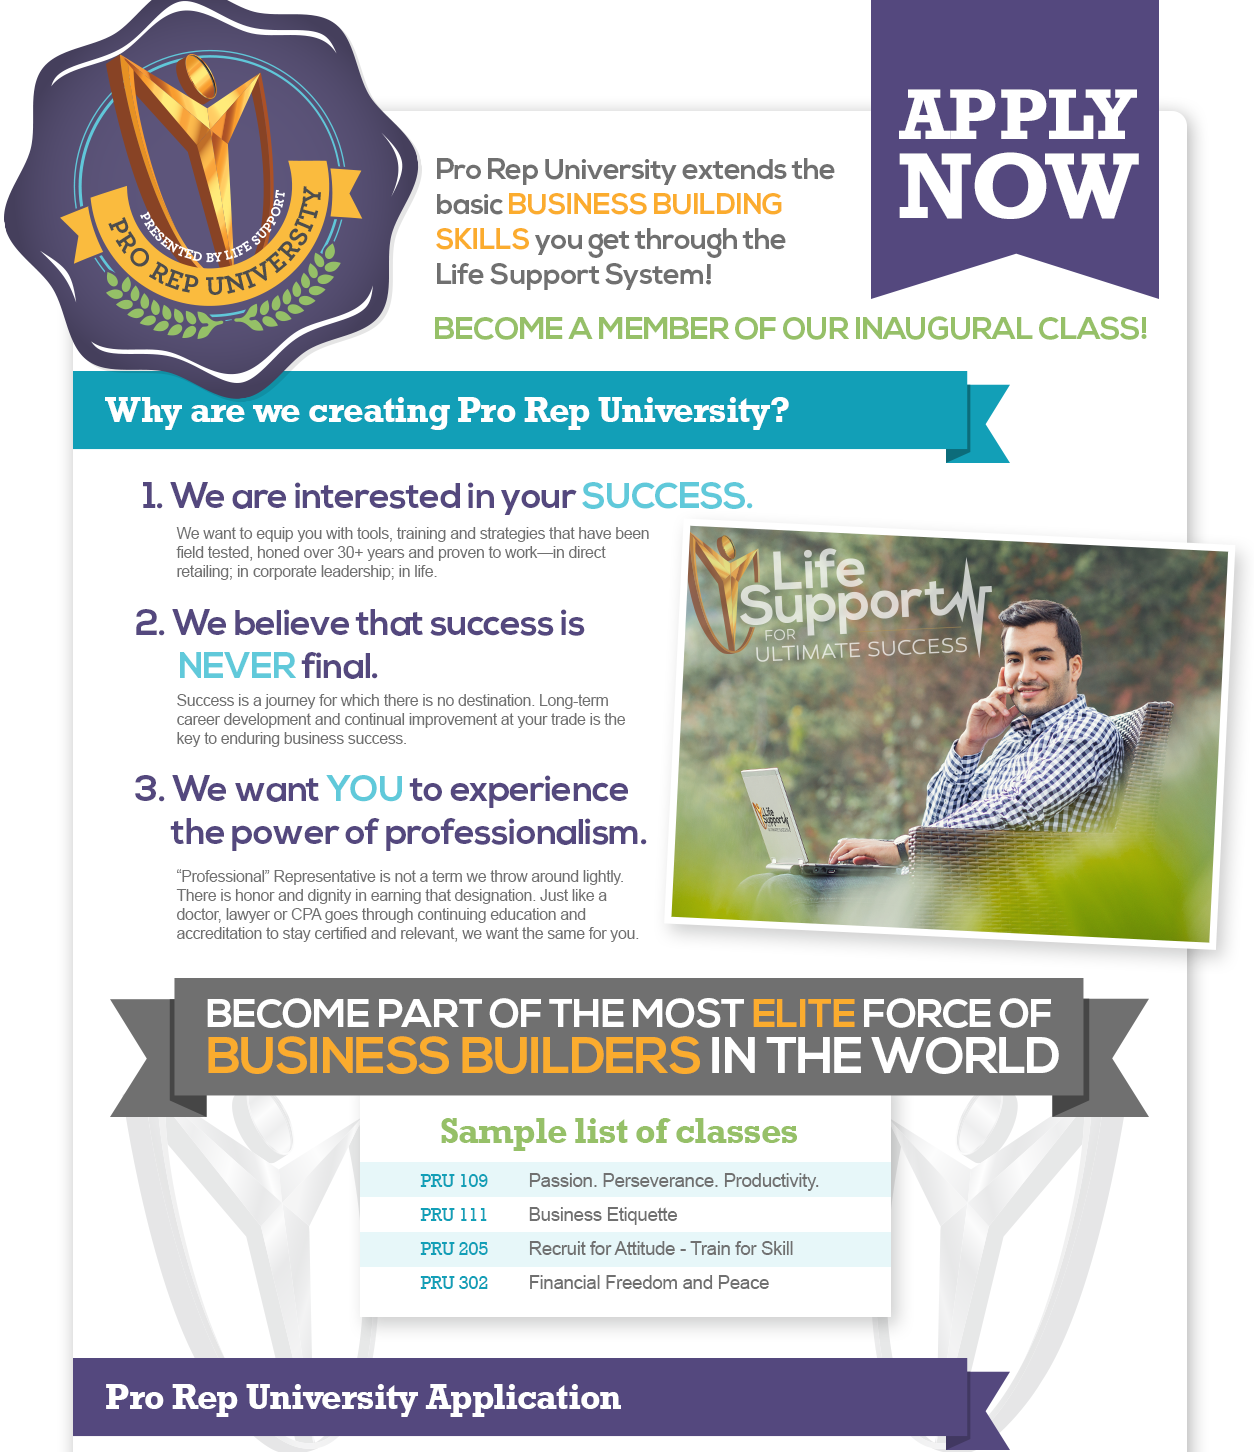 PRESENTED BY LIFE SUPPORT
PRO REP UNIVERSITY
APPLY
NOW
Pro Rep University extends the
basic BUSINESS BUILDING
SKILLS you get through the
Life Support System!
BECOME A MEMBER OF OUR INAUGURAL CLASS!
Why are we creating Pro Rep University?
1. We are interested in your SUCCESS.
We want to equip you with tools, training and strategies that have been
field tested, honed over 30+ years and proven to work—in direct
retailing; in corporate leadership; in life.
2. We believe that success is
NEVER final.
Success is a journey for which there is no destination. Long-term
career development and continual improvement at your trade is the
key to enduring business success.
3. We want YOU to experience
the power of professionalism.
“Professional” Representative is not a term we throw around lightly.
There is honor and dignity in earning that designation. Just like a
doctor, lawyer or CPA goes through continuing education and
accreditation to stay certified and relevant, we want the same for you.
Life
Support
FOR
ULTIMATE SUCCESS
Life
Support
BECOME PART OF THE MOST ELITE FORCE OF
BUSINESS BUILDERS IN THE WORLD
Sample list of classes
PRU 109 Passion. Perseverance. Productivity.
PRU 111 Business Etiquette
PRU 205 Recruit for Attitude - Train for Skill
PRU 302 Financial Freedom and Peace
Pro Rep University Application